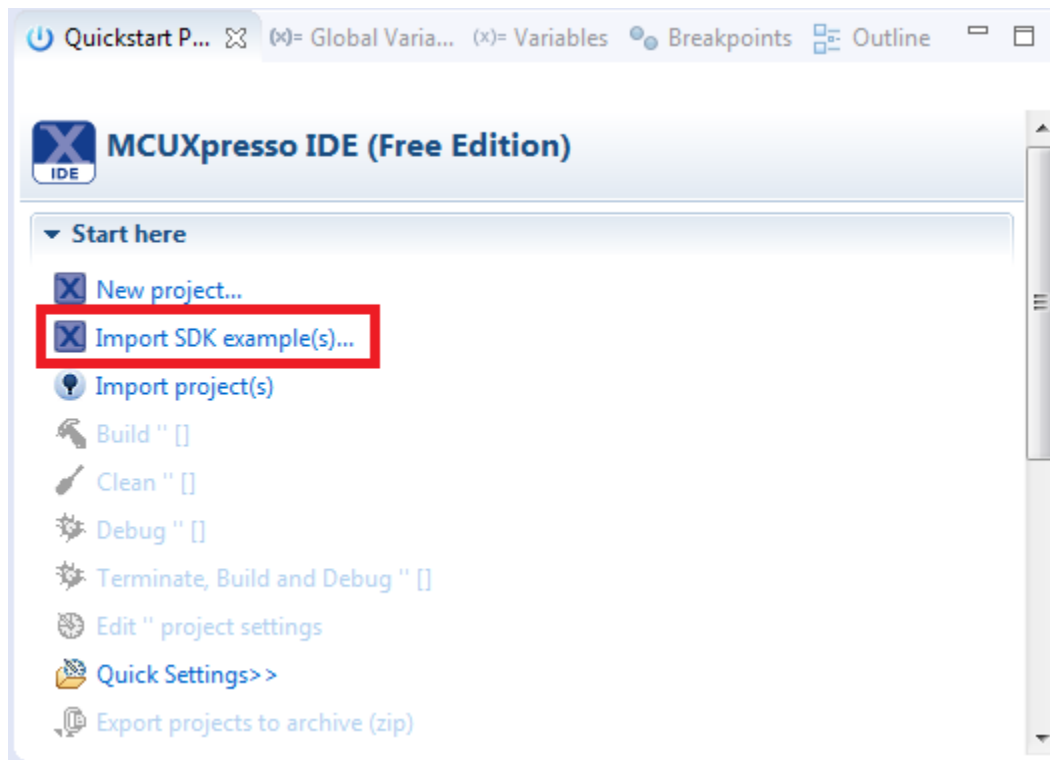 Quickstart P... (x)= Global Varia... (x)= Variables Breakpoints Outline
MCUXpresso IDE (Free Edition)
IDE
Start here
New project...
Import SDK example(s)...
Import project(s)
Build '' []
Clean '' []
Debug '' []
Terminate, Build and Debug '' []
Edit '' project settings
Quick Settings>>
Export projects to archive (zip)